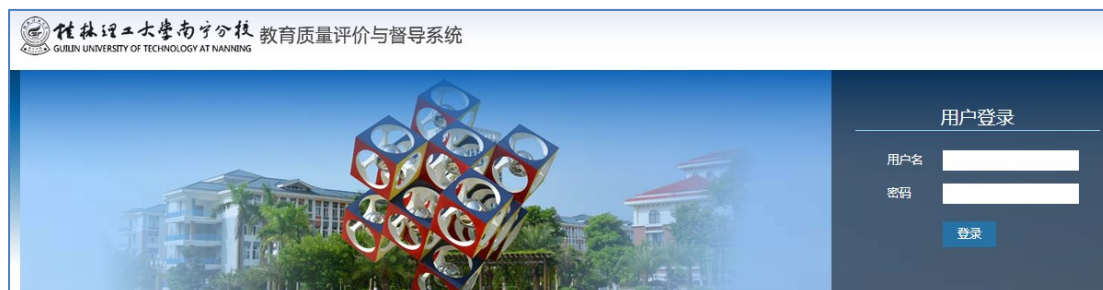 桂林理工大学南宁分校 教育质量评价与督导系统
GUILIN UNIVERSITY OF TECHNOLOGY AT NANNING
用户登录
用户名
密码
登录